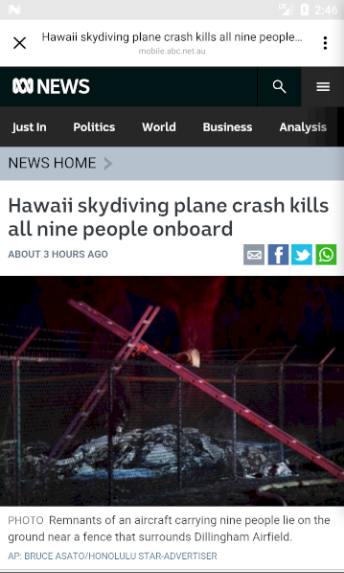 2:46
Hawaii skydiving plane crash kills all nine people...
mobile.abc.net.au
NEWS
Just In Politics World Business Analysis
NEWS HOME
Hawaii skydiving plane crash kills
all nine people onboard
ABOUT 3 HOURS AGO
PHOTO Remnants of an aircraft carrying nine people lie on the
ground near a fence that surrounds Dillingham Airfield.
AP: BRUCE ASATO/HONOLULU STAR-ADVERTISER